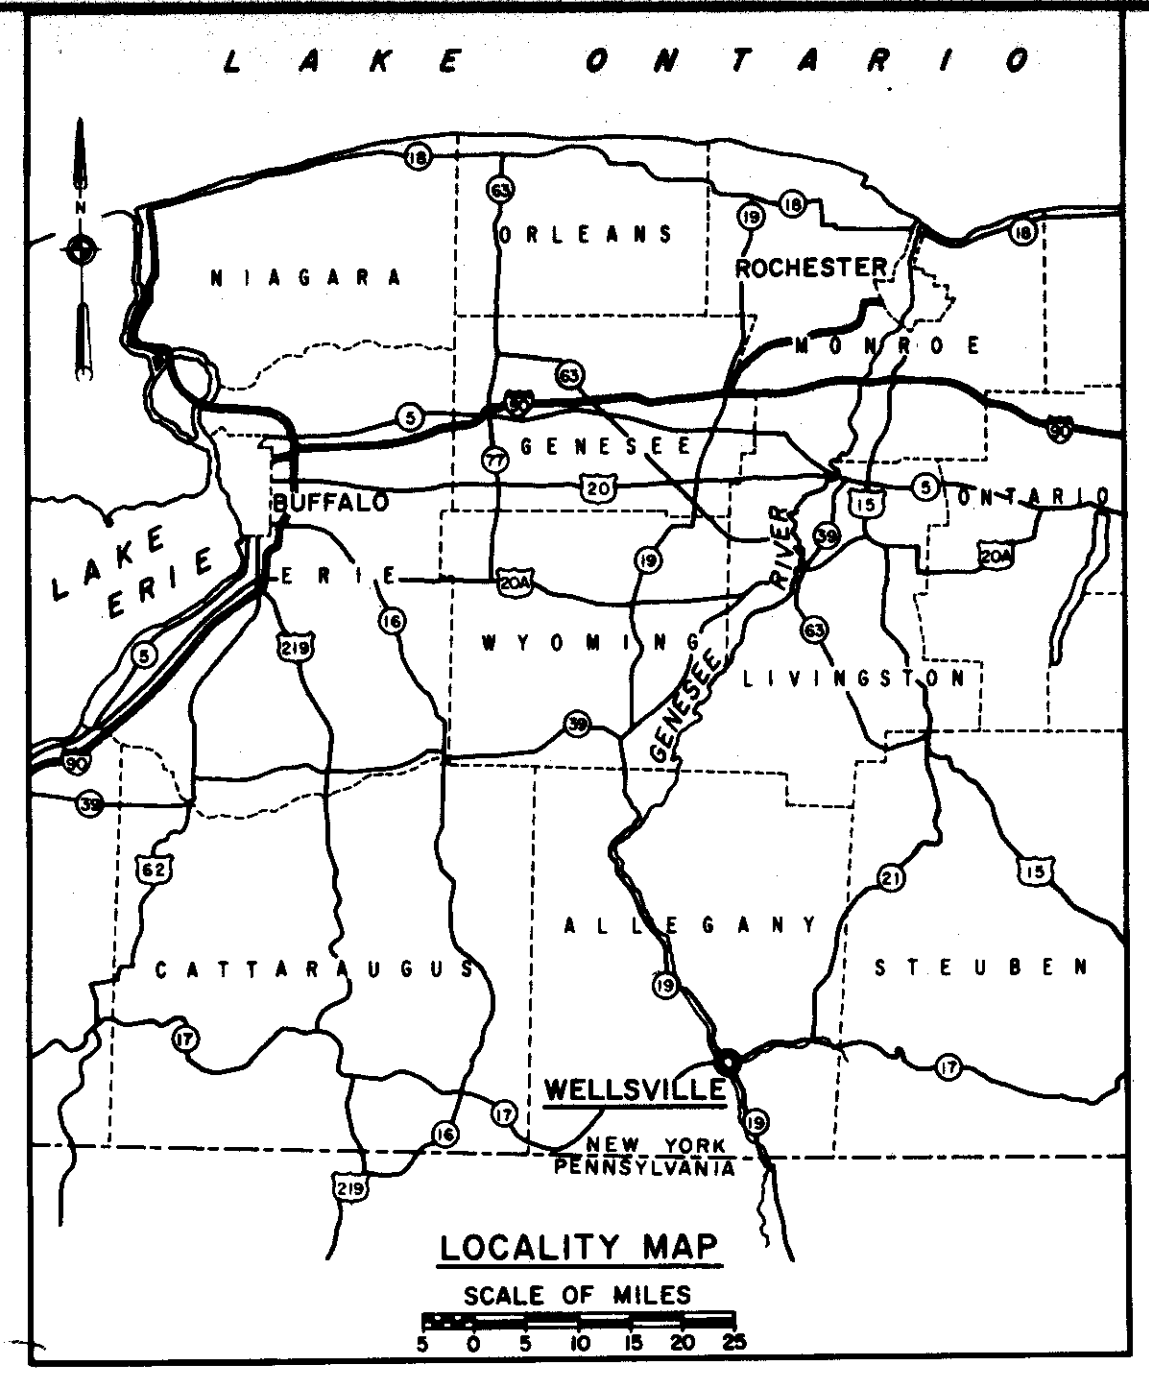 LAKE ONTARIO
18
63
N
19
18
18
ORLEANS
NIAGARA
ROCHESTER
MONROE
63
90
5
90
GENESEE
77
20
5
ONTARIO
BUFFALO
15
39
LAKE
ERIE
RIVER
19
20A
ERIE
20A
16
63
219
WYOMING
5
LIVINGSTON
GENESEE
39
90
39
62
21
15
ALLEGANY
CATTARAUGUS
STEUBEN
19
17
17
WELLSVILLE
17
19
16
NEW YORK
PENNSYLVANIA
219
LOCALITY MAP
SCALE OF MILES
5 0 5 10 15 20 25